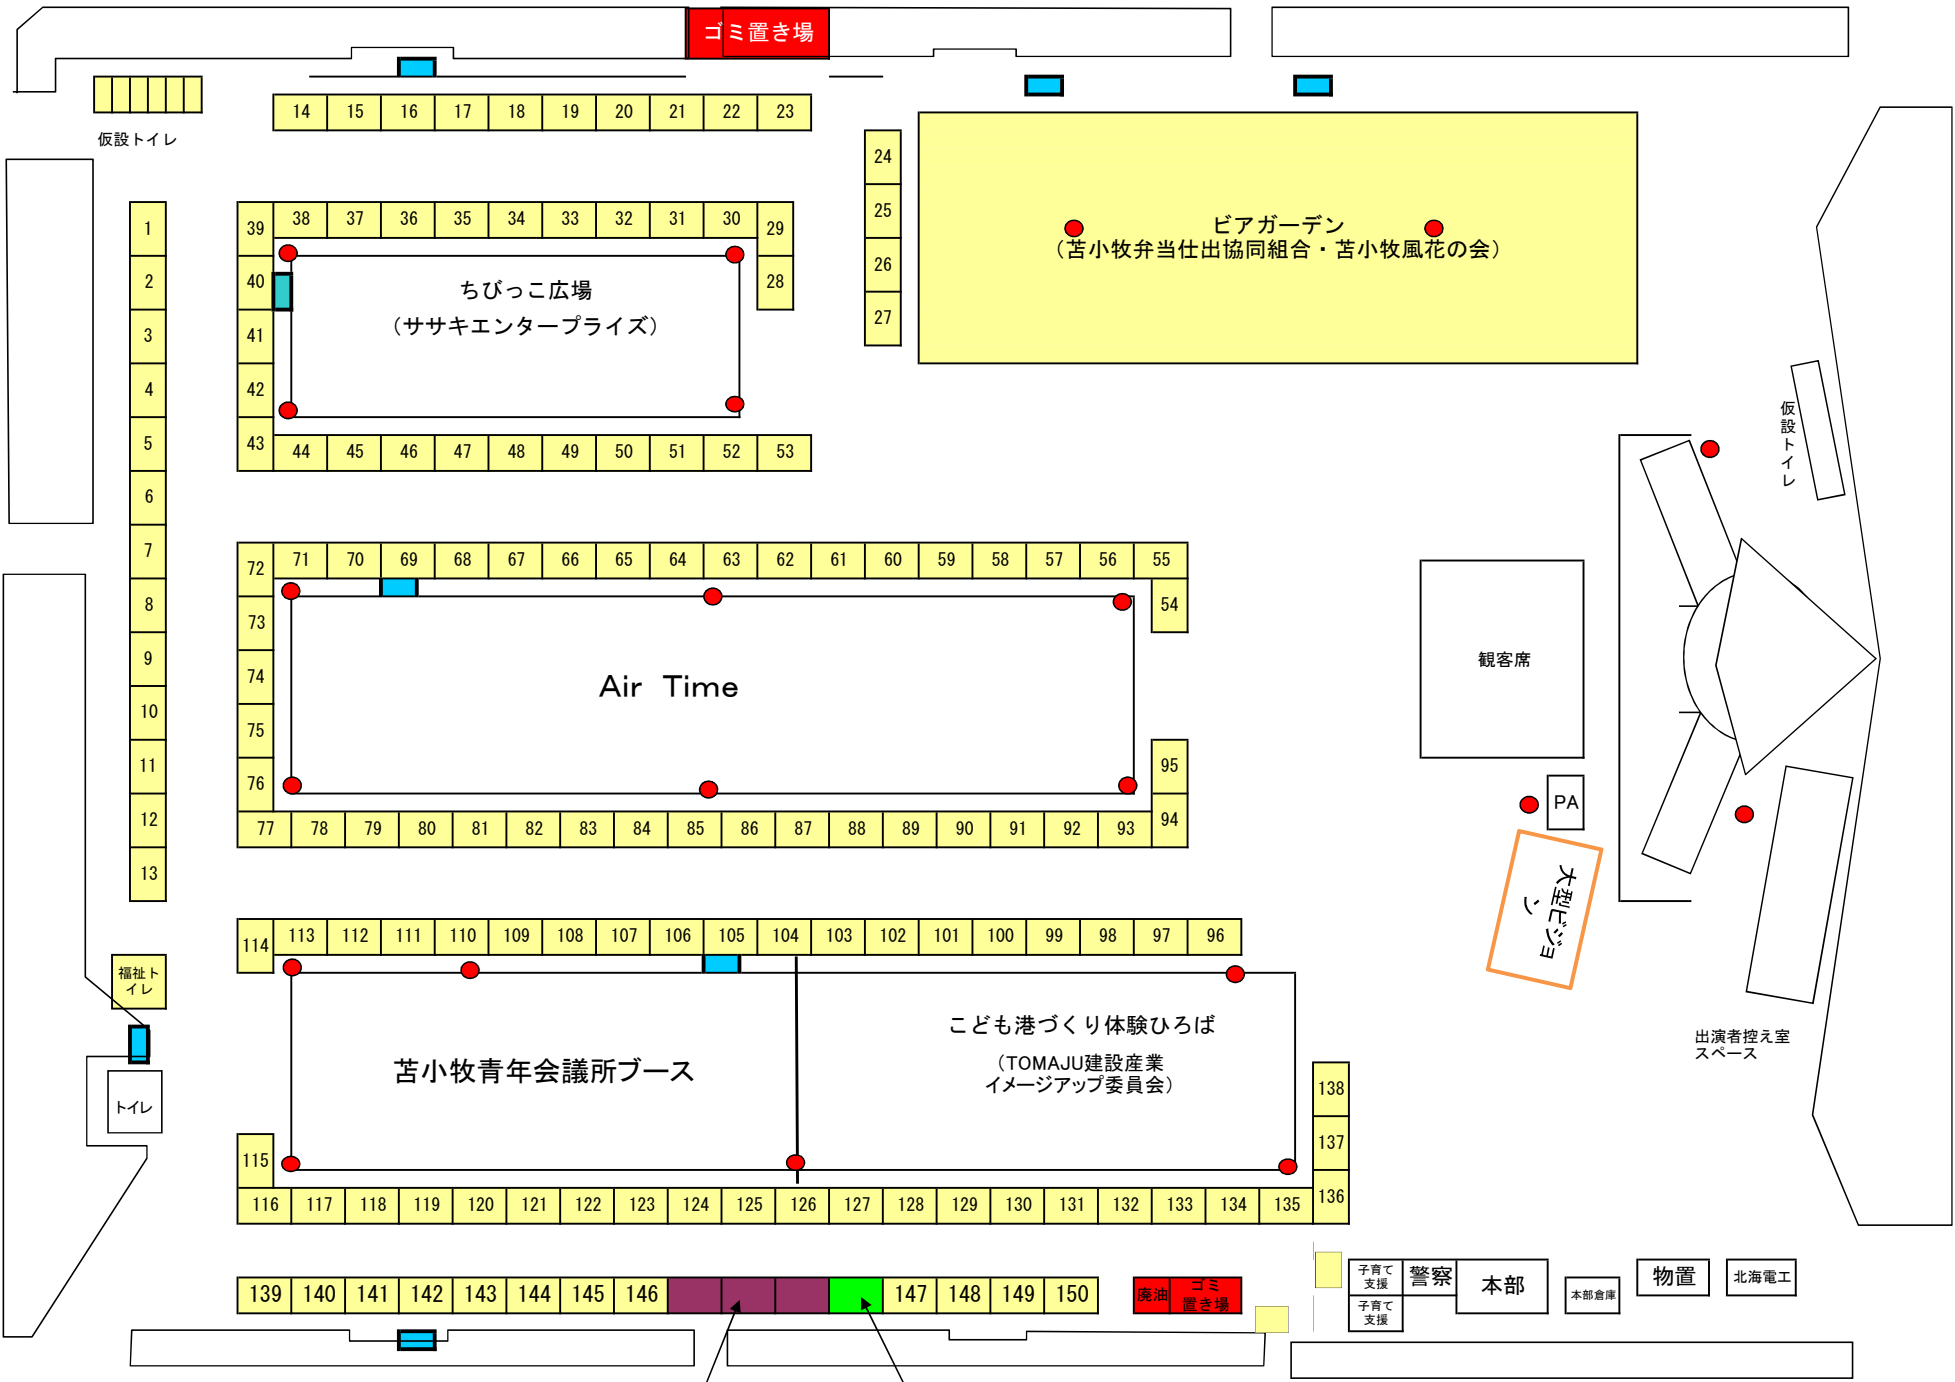 ゴミ置き場
14 15 16 17 18 19 20 21 22 23
仮設トイレ
24
25
26
27
ビアガーデン
（苫小牧弁当仕出協同組合・苫小牧風花の会）
1
2
3
4
5
6
7
8
9
10
11
12
13
38 37 36 35 34 33 32 31 30
39
40
41
42
43
29
28
ちびっこ広場
（ササキエンタープライズ）
44 45 46 47 48 49 50 51 52 53
仮設トイレ
71 70 69 68 67 66 65 64 63 62 61 60 59 58 57 56 55
72
73
74
75
76
54
Air Time
観客席
95
94
77 78 79 80 81 82 83 84 85 86 87 88 89 90 91 92 93
PA
大型ビジョ
ン
113 112 111 110 109 108 107 106 105 104 103 102 101 100 99 98 97 96
114
福祉ト
イレ
トイレ
苫小牧青年会議所ブース
こども港づくり体験ひろば
（TOMAJU建設産業
イメージアップ委員会）
出演者控え室
スペース
138
137
136
115
116 117 118 119 120 121 122 123 124 125 126 127 128 129 130 131 132 133 134 135
139 140 141 142 143 144 145 146 147 148 149 150
廃油
ゴミ
置き場
子育て
支援
子育て
支援
警察
本部
本部倉庫
物置
北海電工